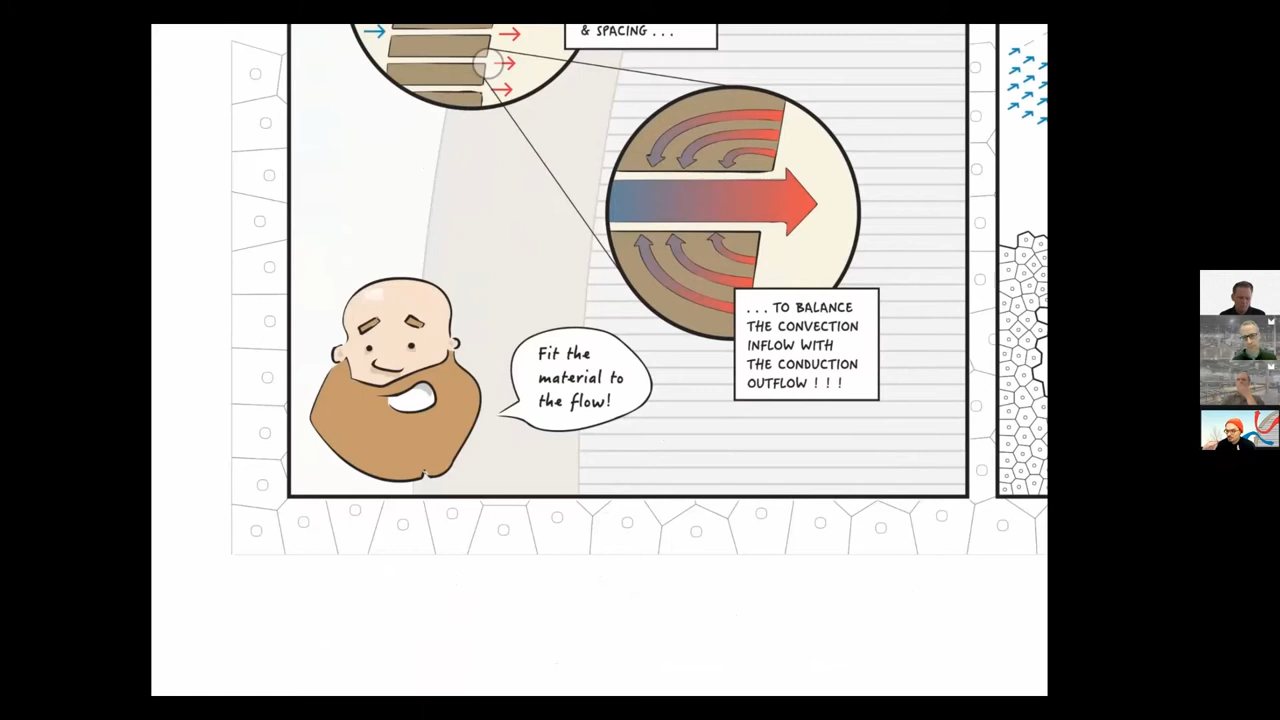 & SPACING . . .
. . . TO BALANCE
THE CONVECTION
INFLOW WITH
THE CONDUCTION
OUTFLOW ! ! !
Fit the
material to
the flow!